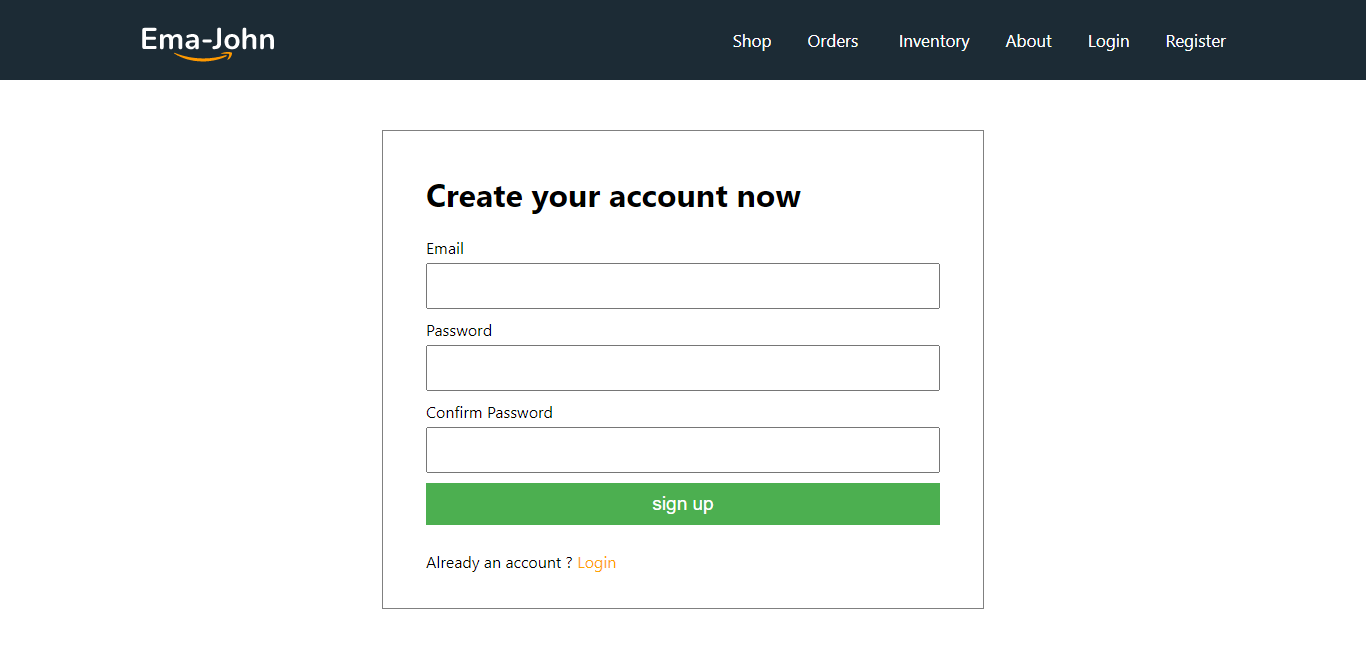 Ema-John
Shop Orders Inventory About Login Register
Create your account now
Email
Password
Confirm Password
sign up
Already an account ? Login